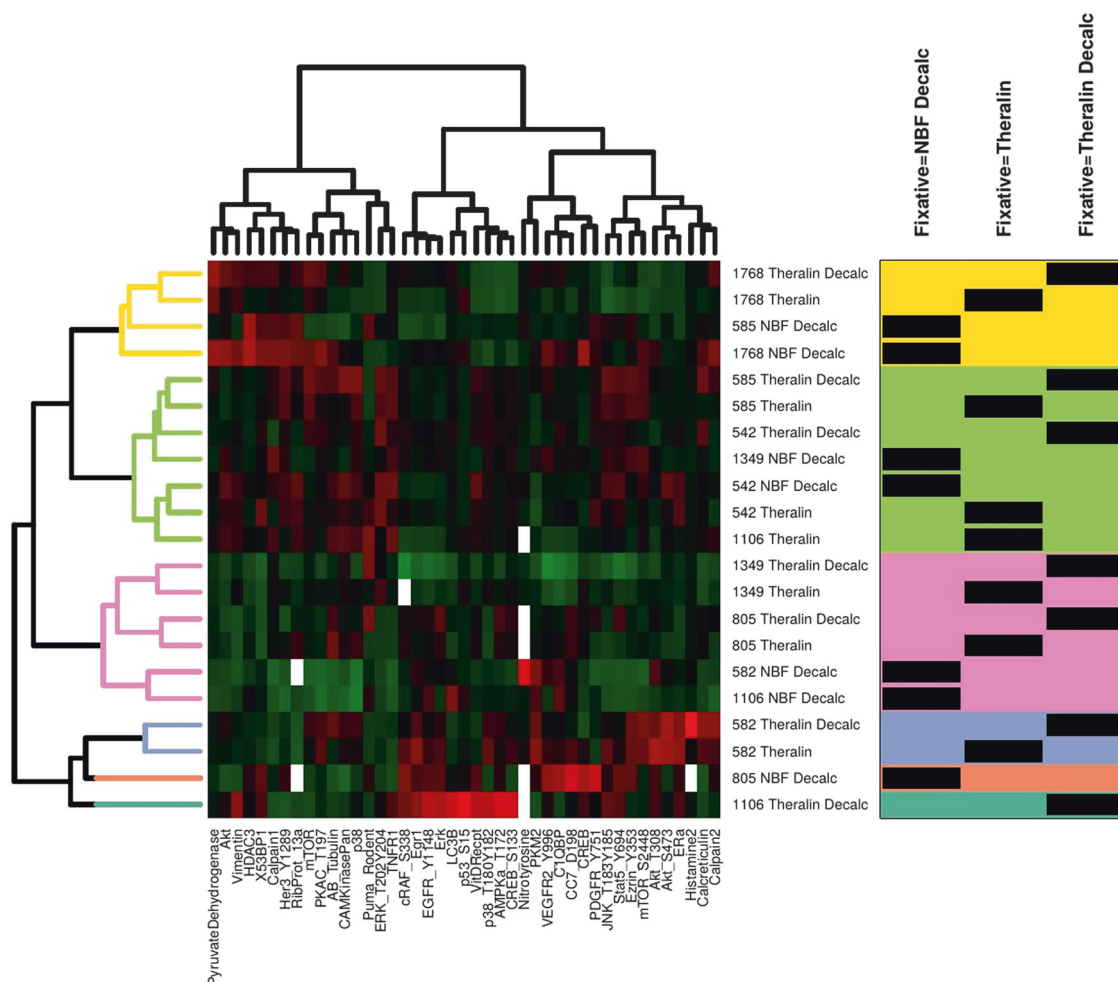 Fixative=NBF Decalc
Fixative=Theralin
Fixative=Theralin Decalc
1768 Theralin Decalc
1768 Theralin
585 NBF Decalc
1768 NBF Decalc
585 Theralin Decalc
585 Theralin
542 Theralin Decalc
1349 NBF Decalc
542 NBF Decalc
542 Theralin
1106 Theralin
1349 Theralin Decalc
1349 Theralin
805 Theralin Decalc
805 Theralin
582 NBF Decalc
1106 NBF Decalc
582 Theralin Decalc
582 Theralin
805 NBF Decalc
1106 Theralin Decalc
PyruvateDehydrogenase
Akt
Vimentin
HDAC3
X53BP1
Calpain1
Her3_Y1289
RibProt_13a
mTOR
PKAC_T197
AB_Tubulin
CAMKinasePan
p38
Puma_Rodent
ERK_T202Y204
TNFR1
cRAF_S338
Egr1
EGFR_Y1148
Erk
LC3B
p53_S15
VitDRecpt
p38_T180Y182
AMPKa_T172
CREB_S133
Nitrotyrosine
PKM2
VEGFR2_Y996
C1QBP
CC7_D198
CREB
PDGFR_Y751
JNK_T183Y185
Stat5_Y694
Ezrin_Y353
mTOR_S2448
Akt_T308
Akt_S473
ERa
Histamine2
Calcreticulin
Calpain2